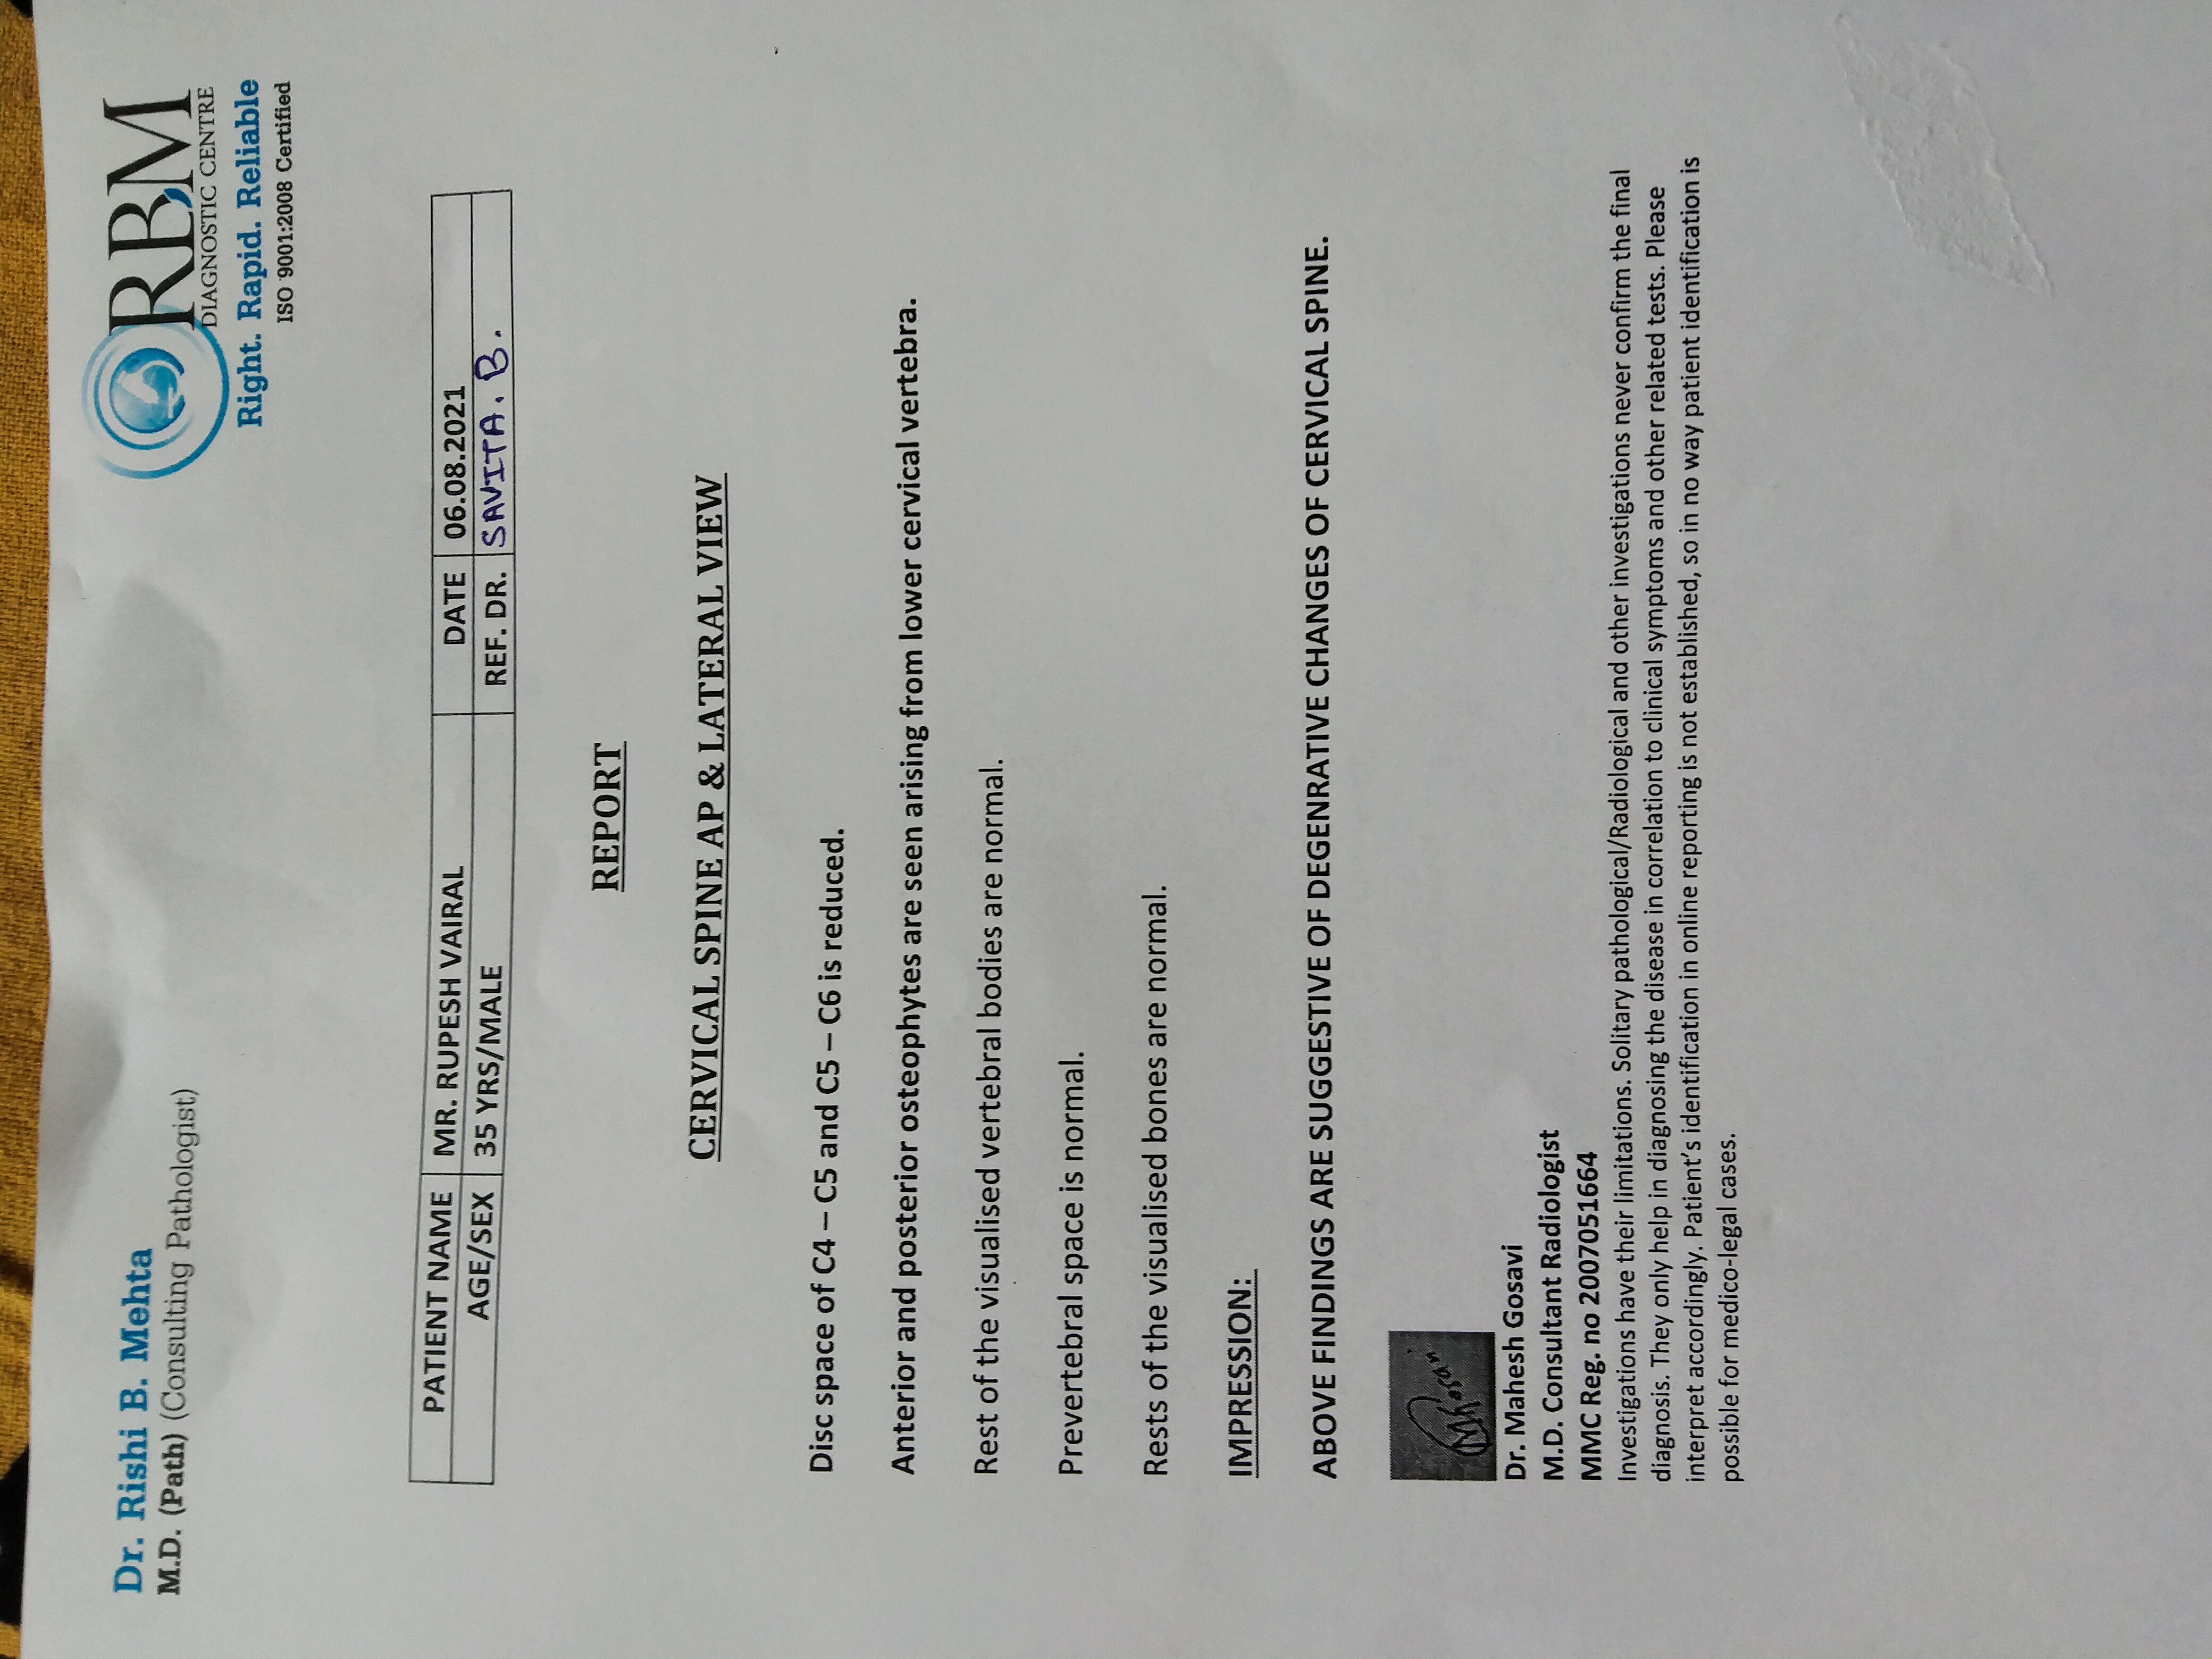 Dr. Rishi B. Mehta
M.D. (Path) (Consulting Pathologist)
RBM
DIAGNOSTIC CENTRE
Right. Rapid. Reliable
ISO 9001:2008 Certified
PATIENT NAME MR. RUPESH VAIRAL DATE 06.08.2021
AGE/SEX 35 YRS/MALE REF. DR. SAVITA. B.
REPORT
CERVICAL SPINE AP & LATERAL VIEW
Disc space of C4 – C5 and C5 – C6 is reduced.
Anterior and posterior osteophytes are seen arising from lower cervical vertebra.
Rest of the visualised vertebral bodies are normal.
Prevertebral space is normal.
Rests of the visualised bones are normal.
IMPRESSION:
ABOVE FINDINGS ARE SUGGESTIVE OF DEGENRATIVE CHANGES OF CERVICAL SPINE.
Dr. Mahesh Gosavi
M.D. Consultant Radiologist
MMC Reg. no 2007051664
Investigations have their limitations. Solitary pathological/Radiological and other investigations never confirm the final
diagnosis. They only help in diagnosing the disease in correlation to clinical symptoms and other related tests. Please
interpret accordingly. Patient's identification in online reporting is not established, so in no way patient identification is
possible for medico-legal cases.